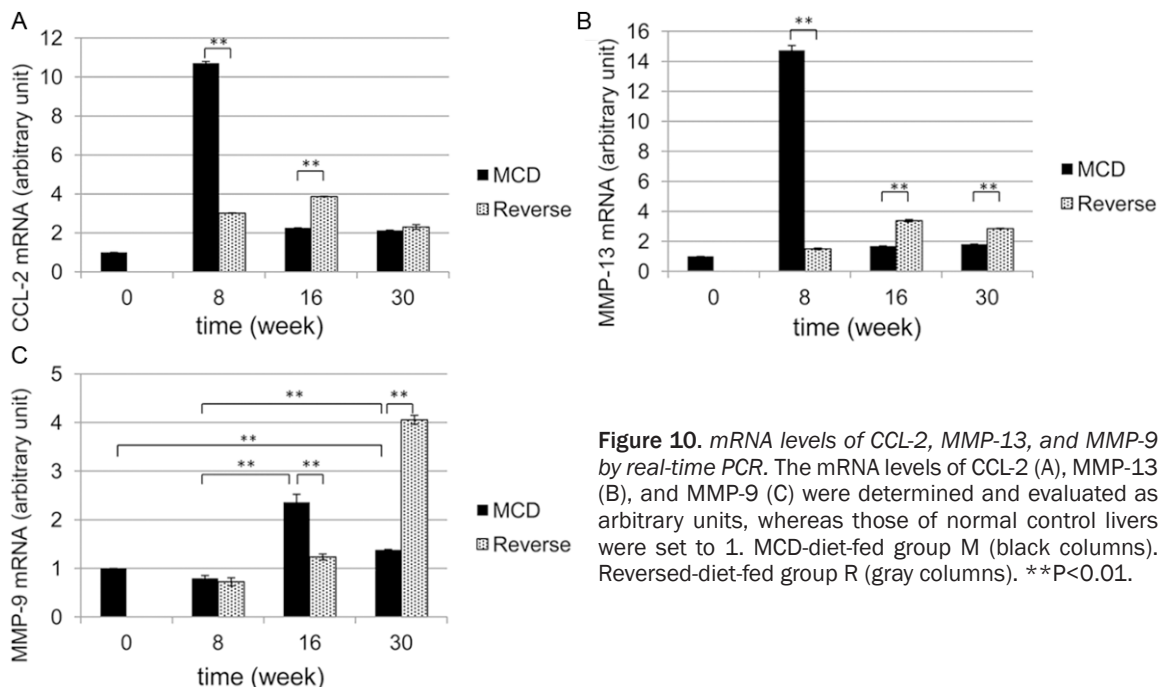 A
CCL-2 mRNA (arbitrary unit)
12
10
8
6
4
2
0
**
**
0 8 16 30
time (week)
MCD
Reverse
B
MMP-13 mRNA (arbitrary unit)
16
14
12
10
8
6
4
2
0
**
**
**
0 8 16 30
time (week)
MCD
Reverse
C
MMP-9 mRNA (arbitrary unit)
5
4
3
2
1
0
**
**
**
**
**
0 8 16 30
time (week)
MCD
Reverse
Figure 10. mRNA levels of CCL-2, MMP-13, and MMP-9
by real-time PCR. The mRNA levels of CCL-2 (A), MMP-13
(B), and MMP-9 (C) were determined and evaluated as
arbitrary units, whereas those of normal control livers
were set to 1. MCD-diet-fed group M (black columns).
Reversed-diet-fed group R (gray columns). **P<0.01.